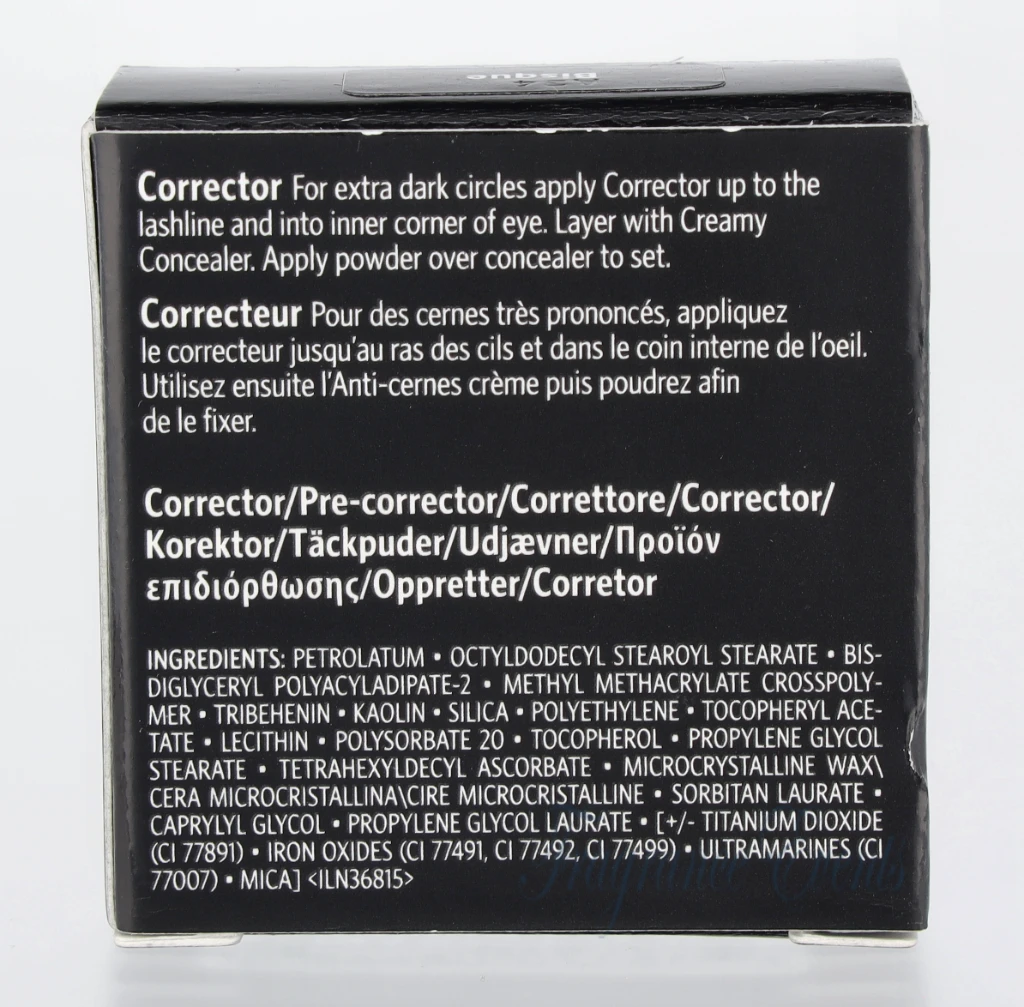 Bisque
Corrector For extra dark circles apply Corrector up to the
lashline and into inner corner of eye. Layer with Creamy
Concealer. Apply powder over concealer to set.
Correcteur Pour des cernes très prononcés, appliquez
le correcteur jusqu'au ras des cils et dans le coin interne de l'oeil.
Utilisez ensuite l'Anti-cernes crème puis poudrez afin
de le fixer.
Corrector/Pre-corrector/Correttore/Corrector/
Korektor/Täckpuder/Udjævner/Προϊόν
επιδιόρθωσης/Oppretter/Corretor
INGREDIENTS: PETROLATUM • OCTYLDODECYL STEAROYL STEARATE • BIS-
DIGLYCERYL POLYACYLADIPATE-2 • METHYL METHACRYLATE CROSSPOLY-
MER • TRIBEHENIN • KAOLIN • SILICA • POLYETHYLENE • TOCOPHERYL ACE-
TATE • LECITHIN • POLYSORBATE 20 • TOCOPHEROL • PROPYLENE GLYCOL
STEARATE • TETRAHEXYLDECYL ASCORBATE • MICROCRYSTALLINE WAX\
CERA MICROCRISTALLINA\CIRE MICROCRISTALLINE • SORBITAN LAURATE •
CAPRYLYL GLYCOL • PROPYLENE GLYCOL LAURATE • [+/- TITANIUM DIOXIDE
(CI 77891) • IRON OXIDES (CI 77491, CI 77492, CI 77499) • ULTRAMARINES (CI
77007) • MICA] <ILN36815>